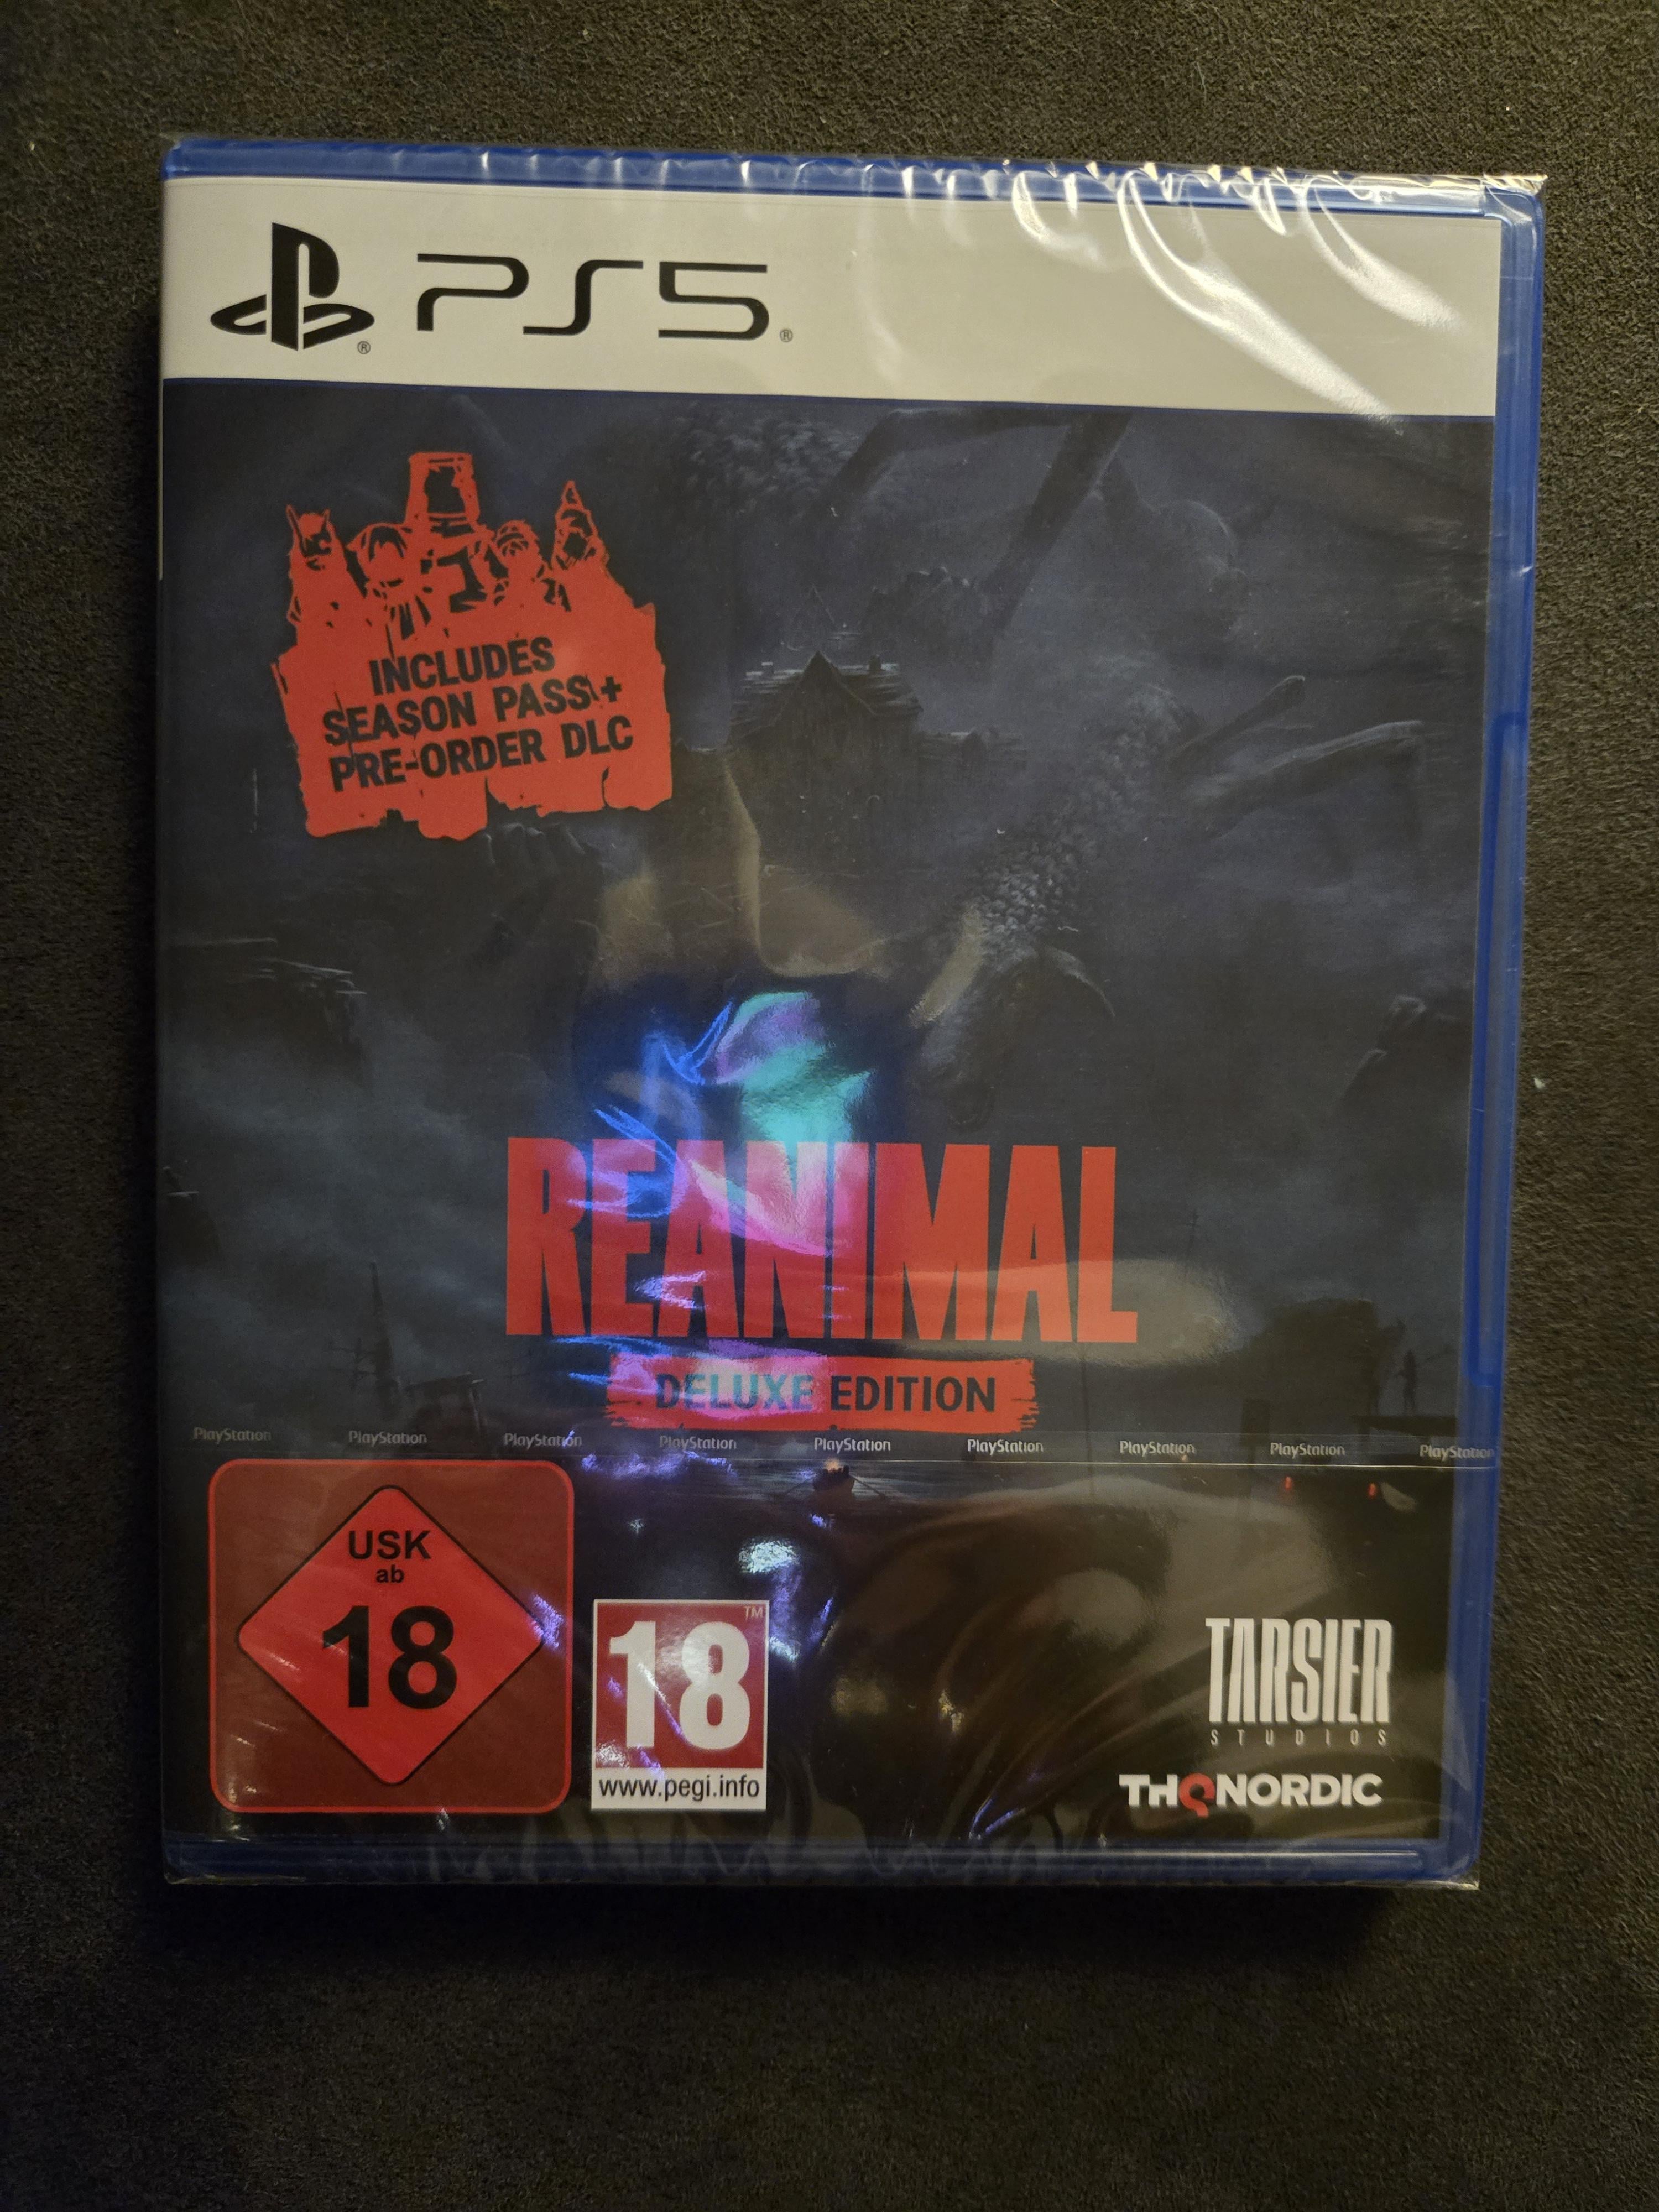 PS5®
INCLUDES
SEASON PASS +
PRE-ORDER DLC
REANIMAL
DELUXE EDITION
PlayStation PlayStation PlayStation PlayStation PlayStation PlayStation PlayStation PlayStation PlayStation
USK
ab
18
18™
www.pegi.info
TARSIER
STUDIOS
THQNORDIC